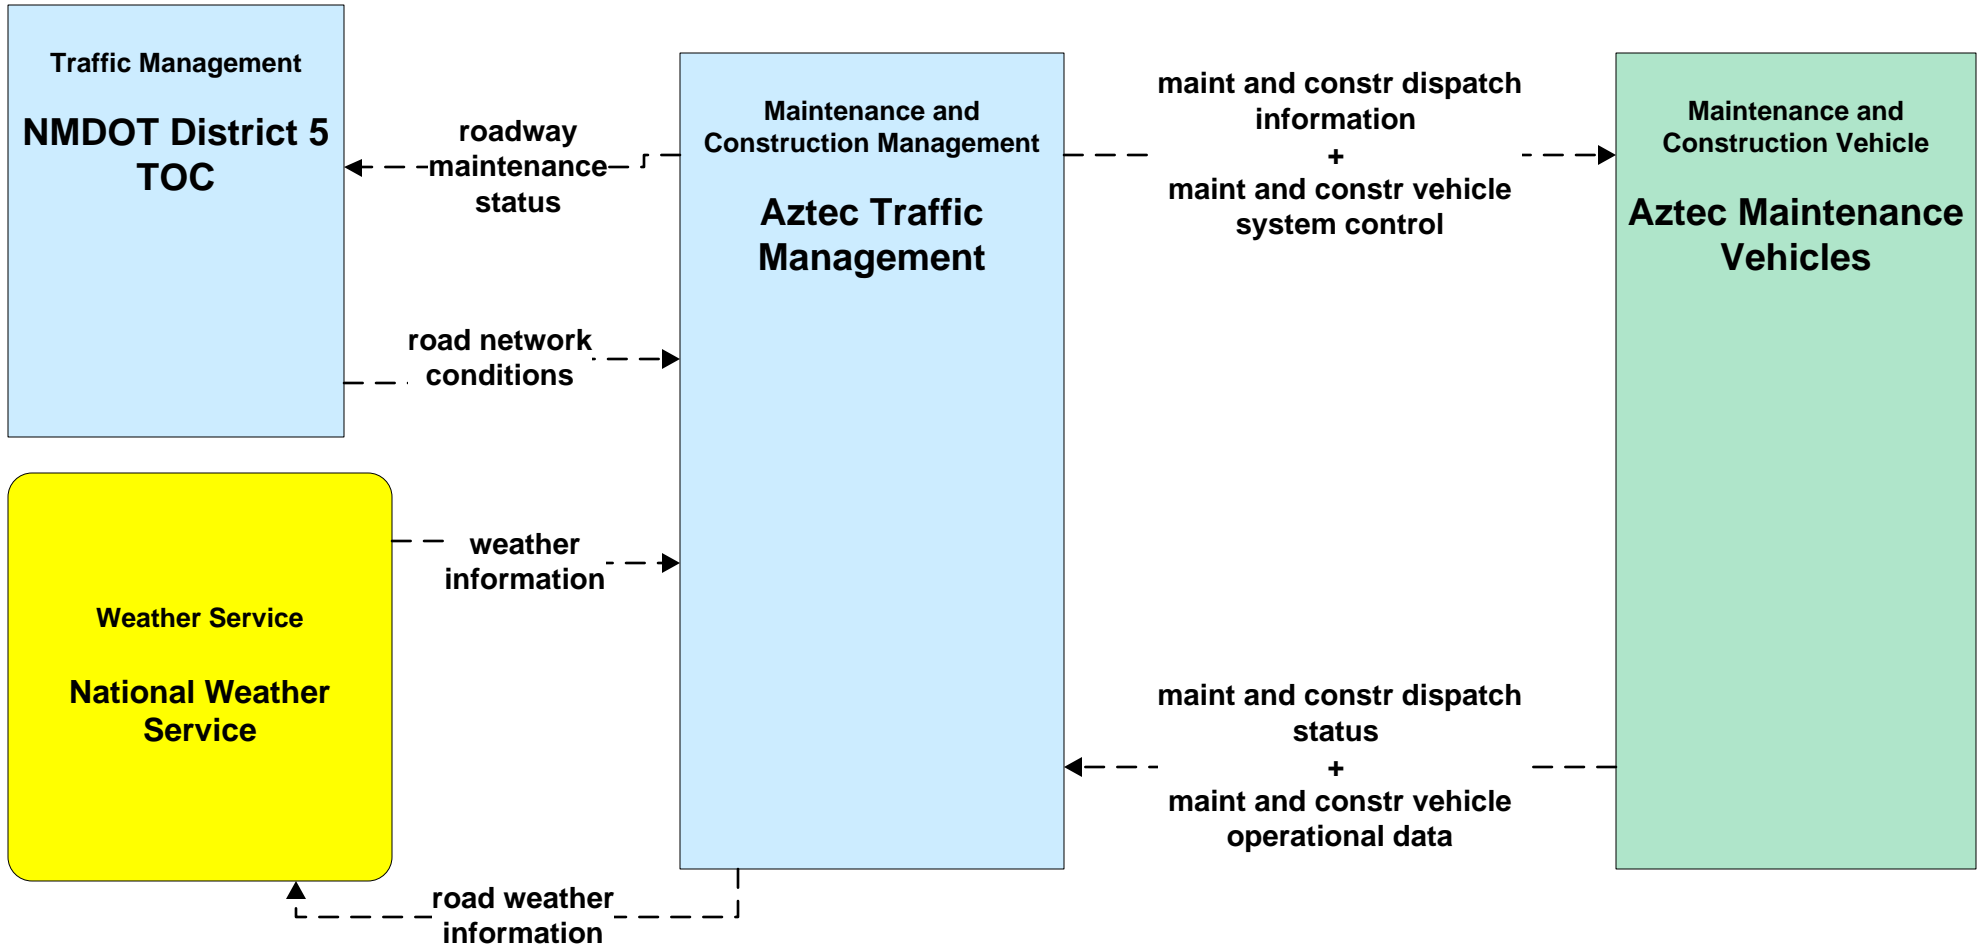 Traffic Management
NMDOT District 5
TOC
roadway
maintenance
status
road network
conditions
Weather Service
National Weather
Service
weather
information
road weather
information
Maintenance and
Construction Management
Aztec Traffic
Management
maint and constr dispatch
information
+
maint and constr vehicle
system control
maint and constr dispatch
status
+
maint and constr vehicle
operational data
Maintenance and
Construction Vehicle
Aztec Maintenance
Vehicles